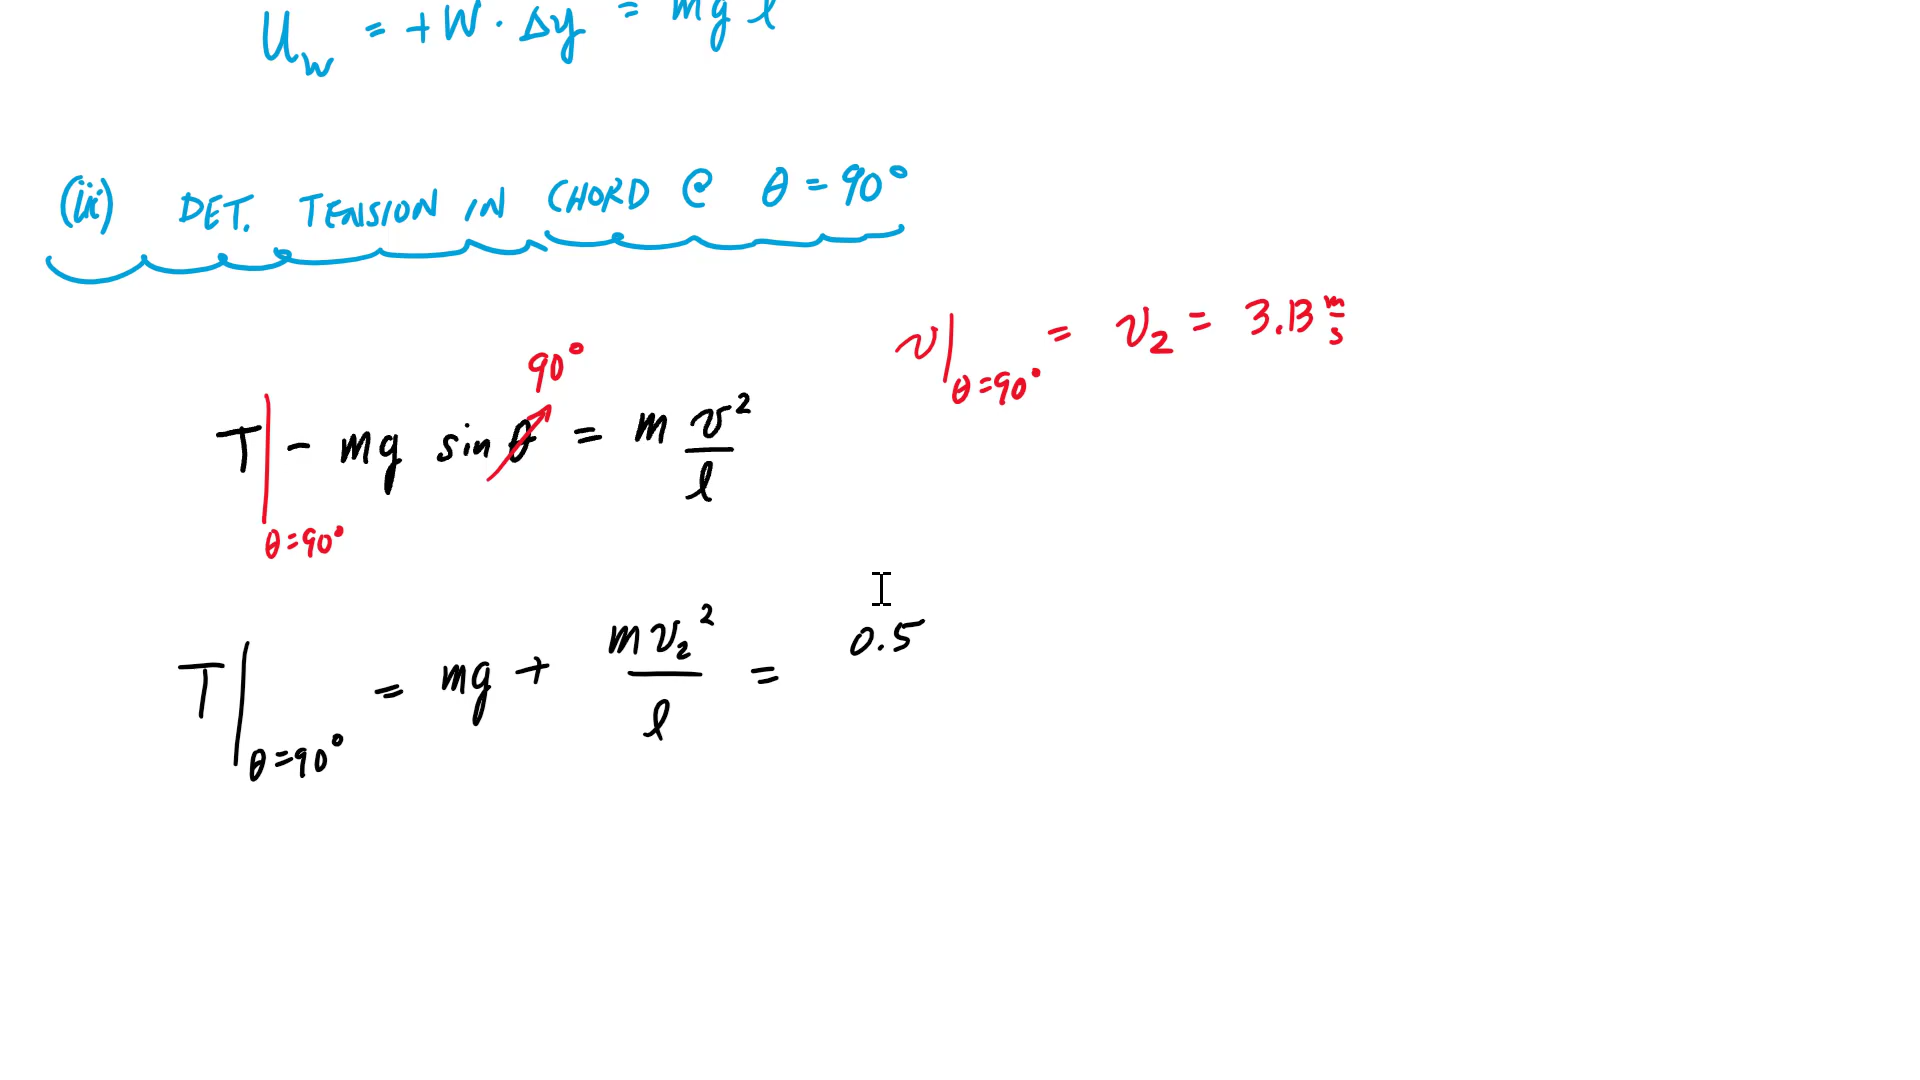 U_w = +W · Δy = mg l
(iii) DET. TENSION IN CHORD @ θ = 90°
v|θ=90° = v₂ = 3.13 m/s
90°
T|θ=90° - mg sin θ = m v²/l
T|θ=90° = mg + m v₂²/l = 0.5